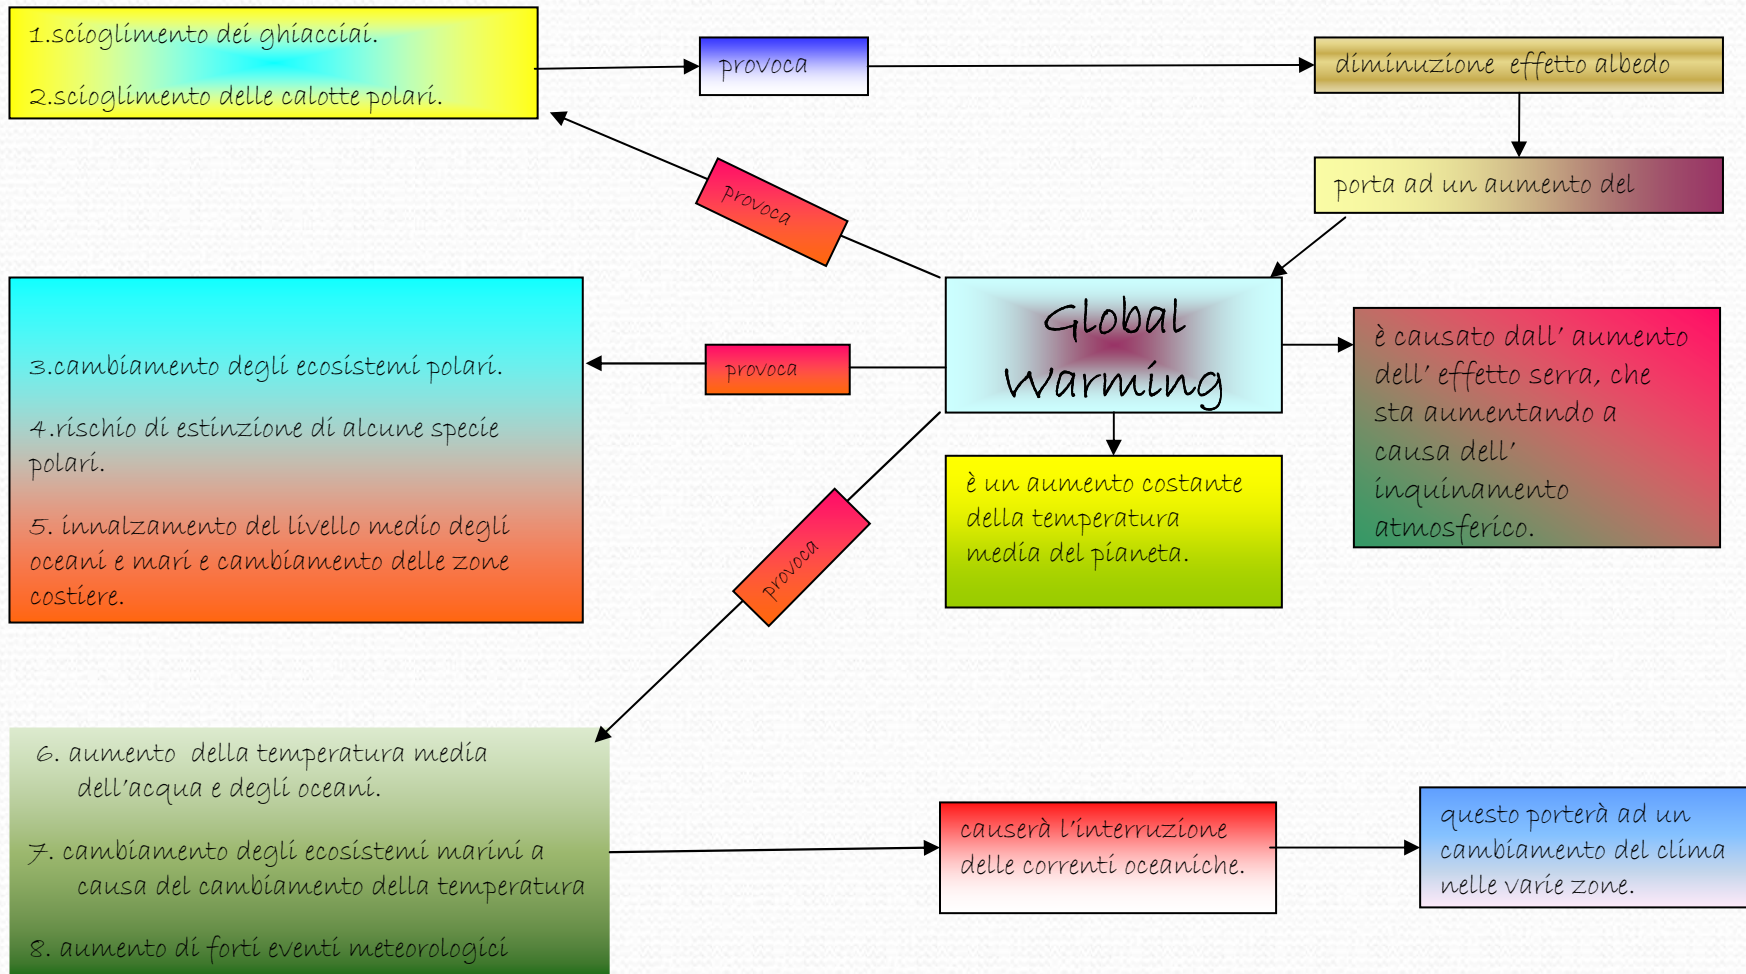 1.scioglimento dei ghiacciai.
2.scioglimento delle calotte polari.
provoca
diminuzione effetto albedo
porta ad un aumento del
provoca
Global
Warming
è causato dall' aumento
dell' effetto serra, che
sta aumentando a
causa dell'
inquinamento
atmosferico.
provoca
3.cambiamento degli ecosistemi polari.
4.rischio di estinzione di alcune specie
polari.
5. innalzamento del livello medio degli
oceani e mari e cambiamento delle zone
costiere.
è un aumento costante
della temperatura
media del pianeta.
provoca
6. aumento della temperatura media
dell'acqua e degli oceani.
7. cambiamento degli ecosistemi marini a
causa del cambiamento della temperatura
8. aumento di forti eventi meteorologici
causerà l'interruzione
delle correnti oceaniche.
questo porterà ad un
cambiamento del clima
nelle varie zone.